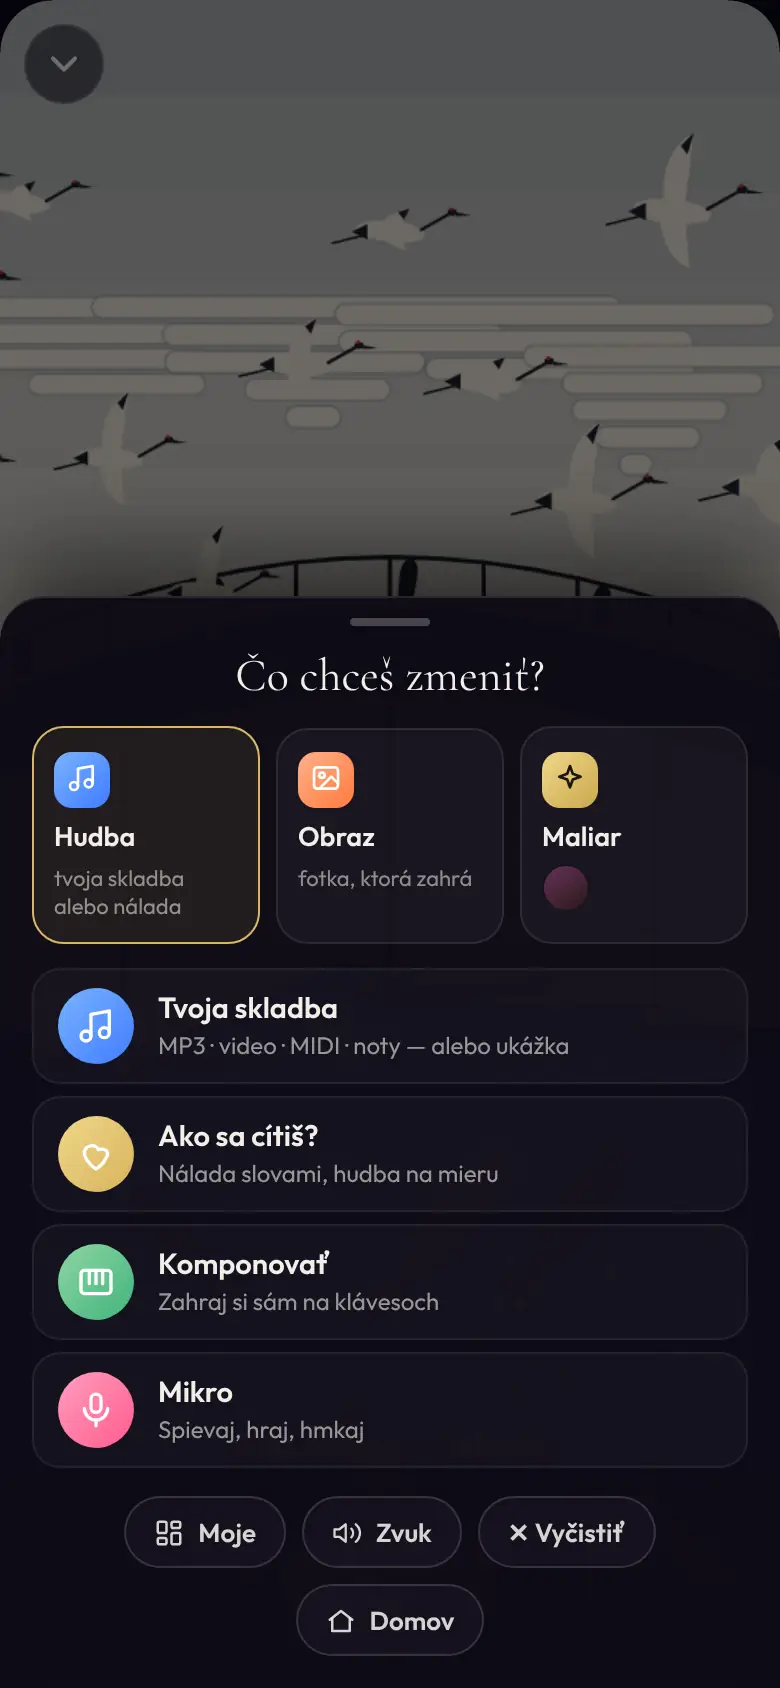 Čo chceš zmeniť?
Hudba
tvoja skladba
alebo nálada
Obraz
fotka, ktorá zahrá
Maliar
Tvoja skladba
MP3 · video · MIDI · noty — alebo ukážka
Ako sa cítiš?
Nálada slovami, hudba na mieru
Komponovať
Zahraj si sám na klávesoch
Mikro
Spievaj, hraj, hmkaj
Moje
Zvuk
✕ Vyčistiť
Domov